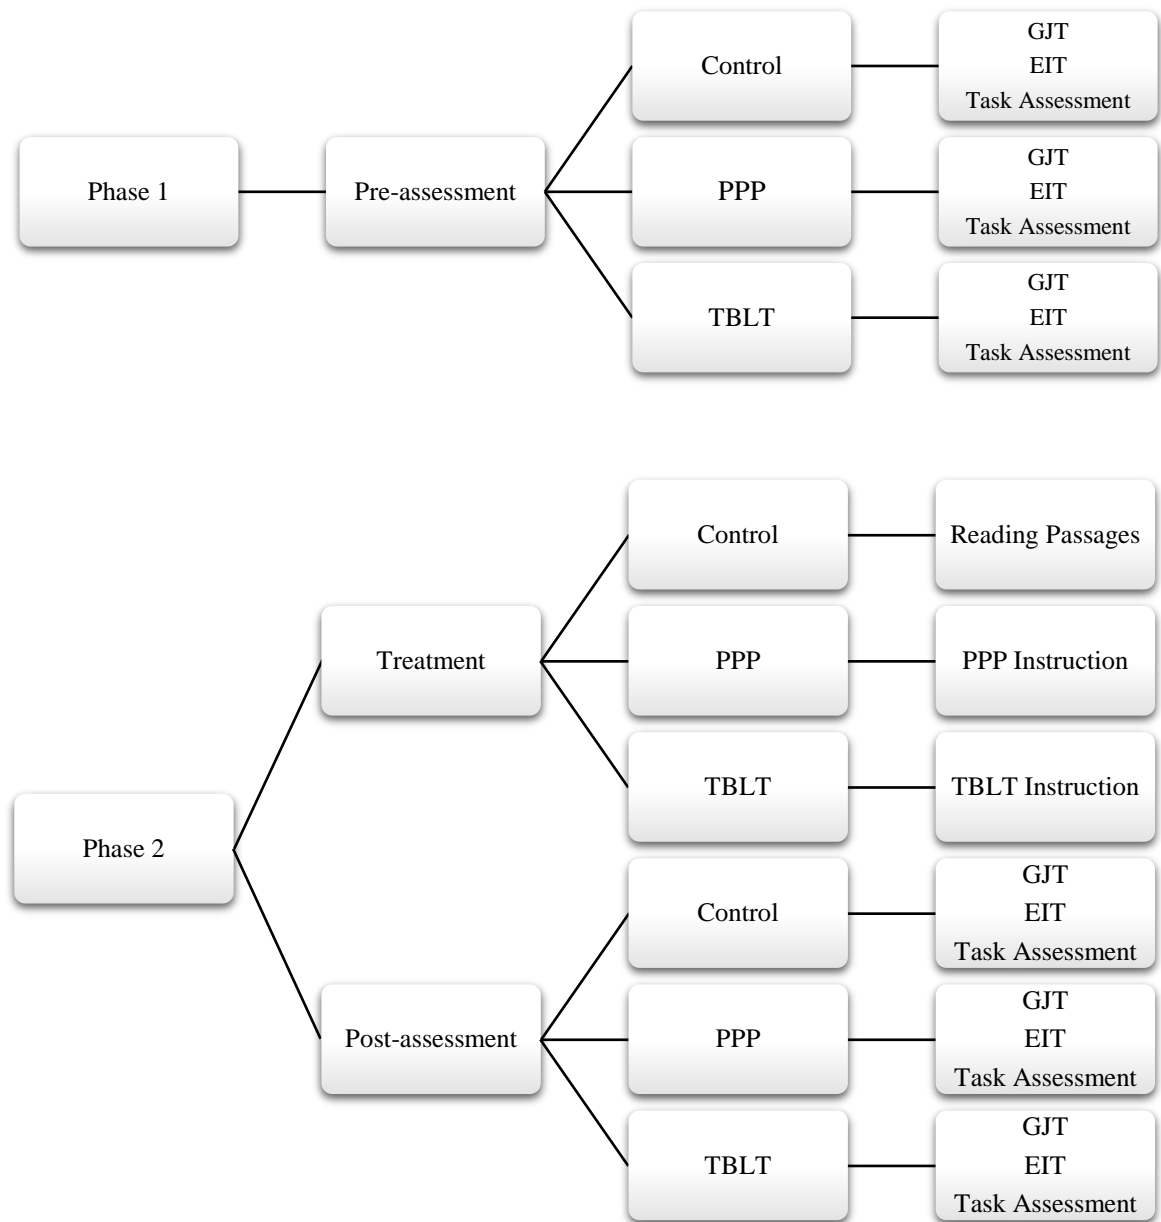 Phase 1
Pre-assessment
Control
GJT
EIT
Task Assessment
PPP
GJT
EIT
Task Assessment
TBLT
GJT
EIT
Task Assessment
Phase 2
Treatment
Control
Reading Passages
PPP
PPP Instruction
TBLT
TBLT Instruction
Post-assessment
Control
GJT
EIT
Task Assessment
PPP
GJT
EIT
Task Assessment
TBLT
GJT
EIT
Task Assessment